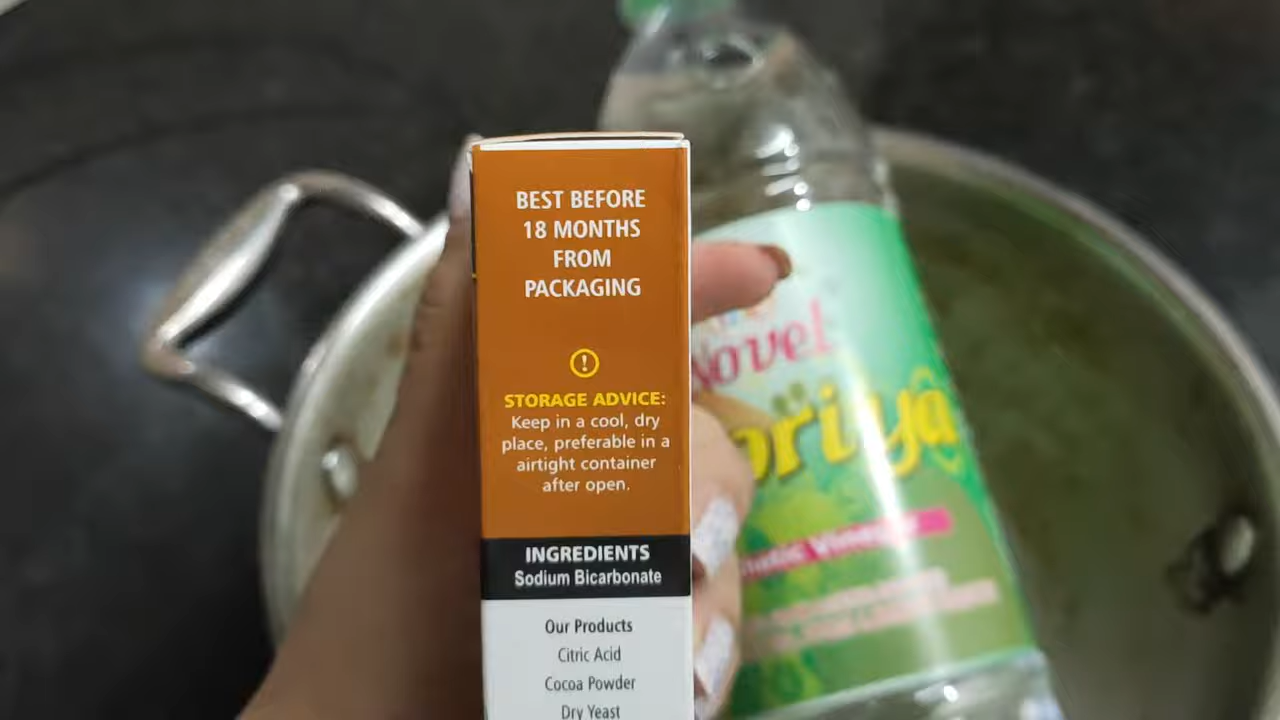 BEST BEFORE
18 MONTHS
FROM
PACKAGING
STORAGE ADVICE:
Keep in a cool, dry
place, preferable in a
airtight container
after open.
INGREDIENTS
Sodium Bicarbonate
Our Products
Citric Acid
Cocoa Powder
Dry Yeast
Novel